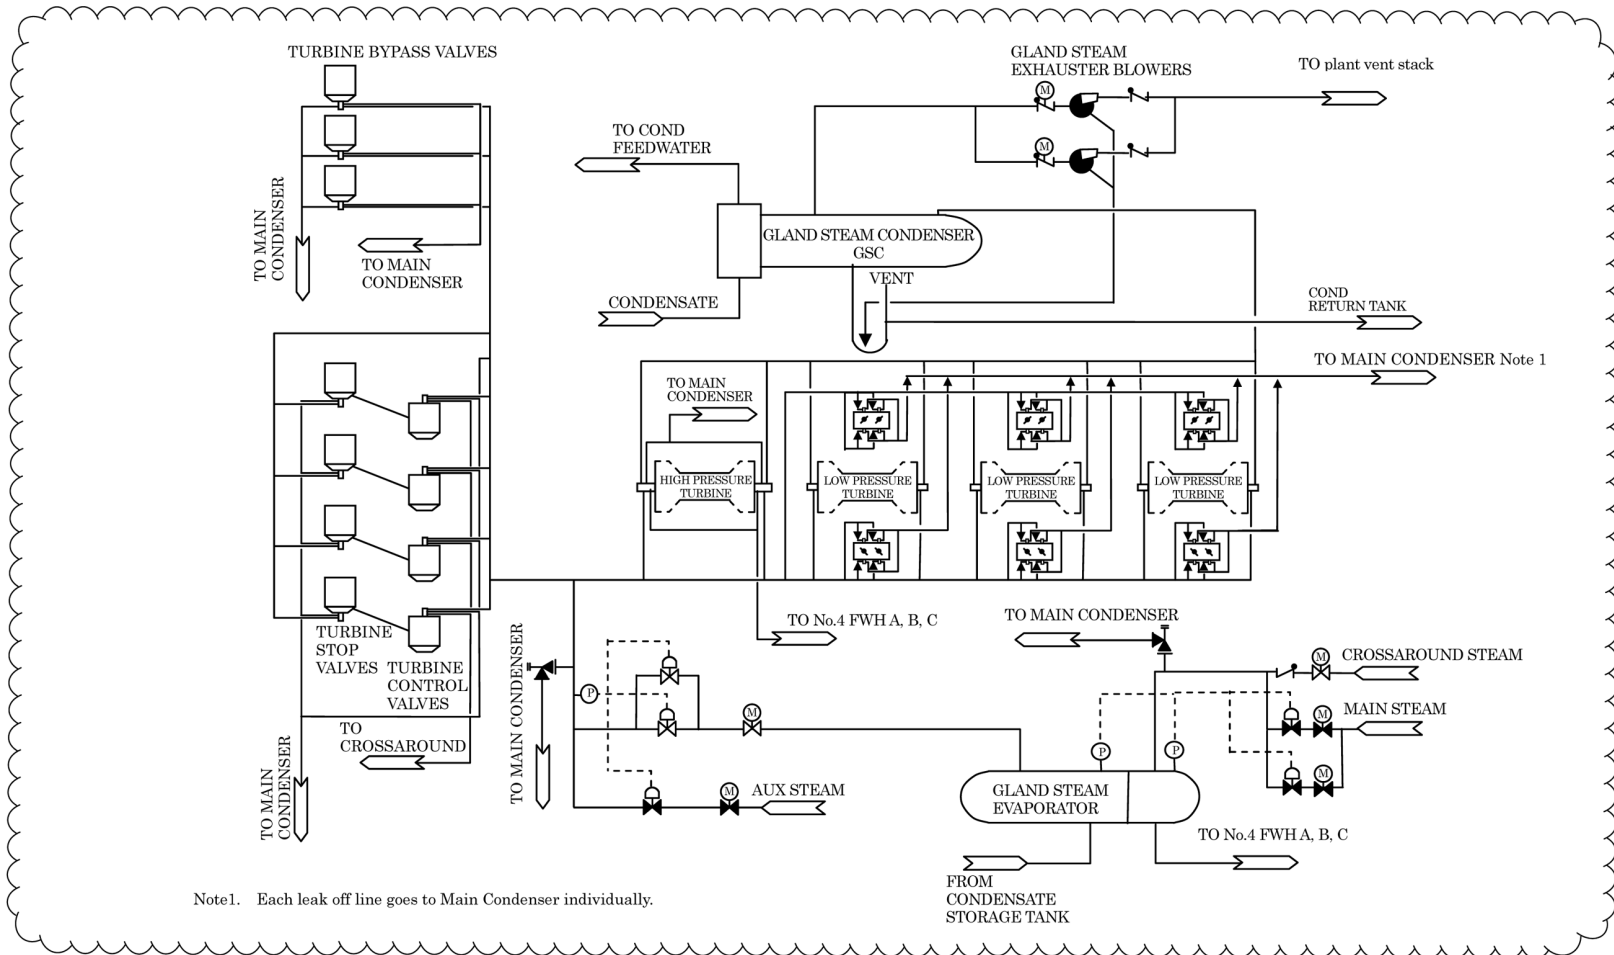 TURBINE BYPASS VALVES
GLAND STEAM
EXHAUSTER BLOWERS
TO plant vent stack
M
M
TO COND
FEEDWATER
TO MAIN
CONDENSER
TO MAIN
CONDENSER
GLAND STEAM CONDENSER
GSC
VENT
CONDENSATE
COND
RETURN TANK
TO MAIN CONDENSER Note 1
TO MAIN
CONDENSER
HIGH PRESSURE
TURBINE
LOW PRESSURE
TURBINE
LOW PRESSURE
TURBINE
LOW PRESSURE
TURBINE
TURBINE
STOP
VALVES
TURBINE
CONTROL
VALVES
TO
CROSSAROUND
TO MAIN
CONDENSER
TO MAIN CONDENSER
TO No.4 FWH A, B, C
P
M
M
AUX STEAM
TO MAIN CONDENSER
M
CROSSAROUND STEAM
M
MAIN STEAM
M
P
P
GLAND STEAM
EVAPORATOR
TO No.4 FWH A, B, C
FROM
CONDENSATE
STORAGE TANK
Note1. Each leak off line goes to Main Condenser individually.